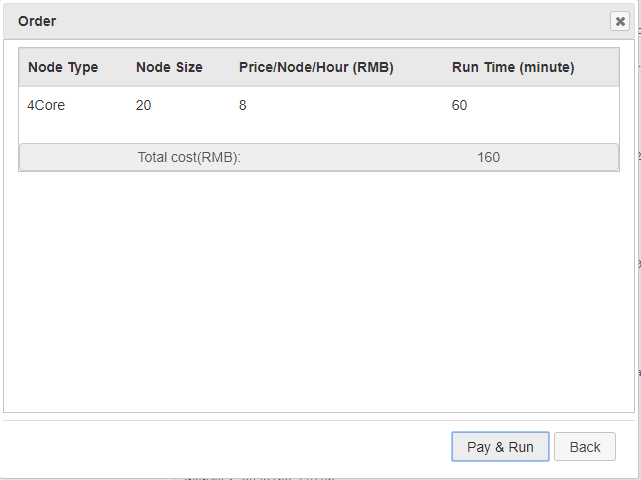 Order
Node Type Node Size Price/Node/Hour (RMB) Run Time (minute)
4Core 20 8 60
Total cost(RMB): 160
Pay & Run Back